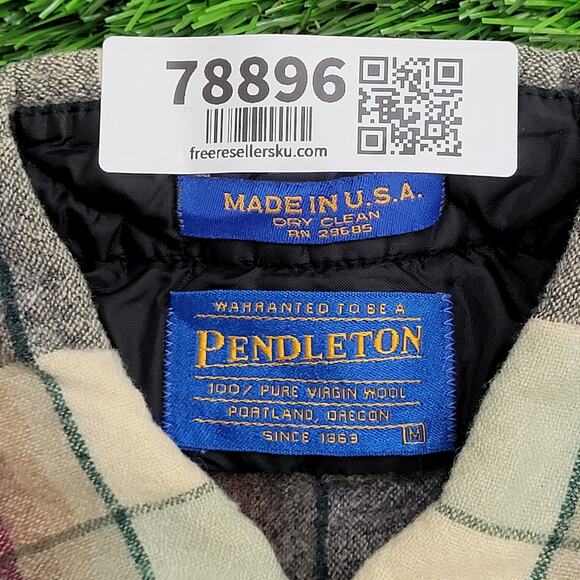 78896
freeresellersku.com
MADE IN U.S.A.
DRY CLEAN
RN 29685
WARRANTED TO BE A
PENDLETON
100% PURE VIRGIN WOOL
PORTLAND, OREGON
SINCE 1863 M